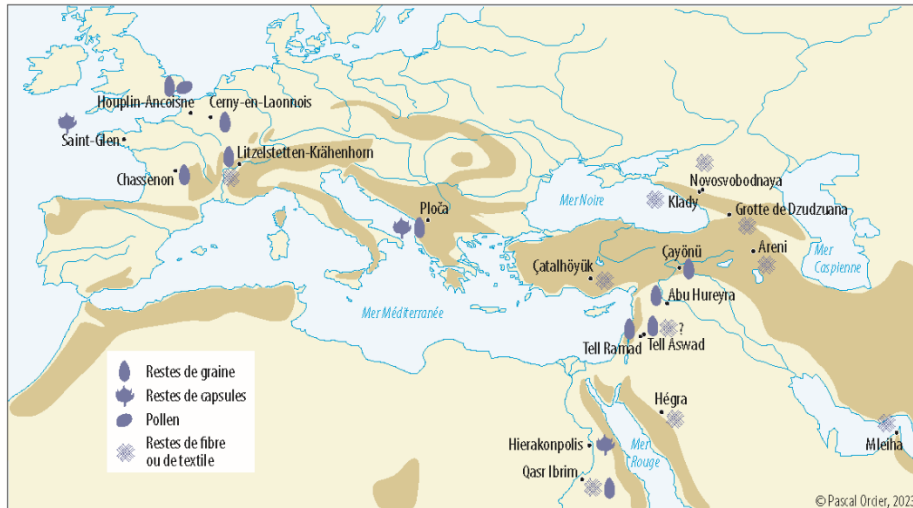 Houplin-Ancoisne
Cerny-en-Laonnois
Saint-Glen
Litzelstetten-Krähenhorn
Chassenon
Ploča
Mer Noire
Novosvobodnaya
Klady
Grotte de Dzudzuana
Areni
Mer
Caspienne
Çatalhöyük
Çayönü
Abu Hureyra
Mer Méditerranée
?
Tell Ramad
Tell Aswad
Restes de graine
Restes de capsules
Pollen
Restes de fibre
ou de textile
Hégra
Hierakonpolis
Mer
Rouge
Mleiha
Qasr Ibrim
© Pascal Orcier, 2023